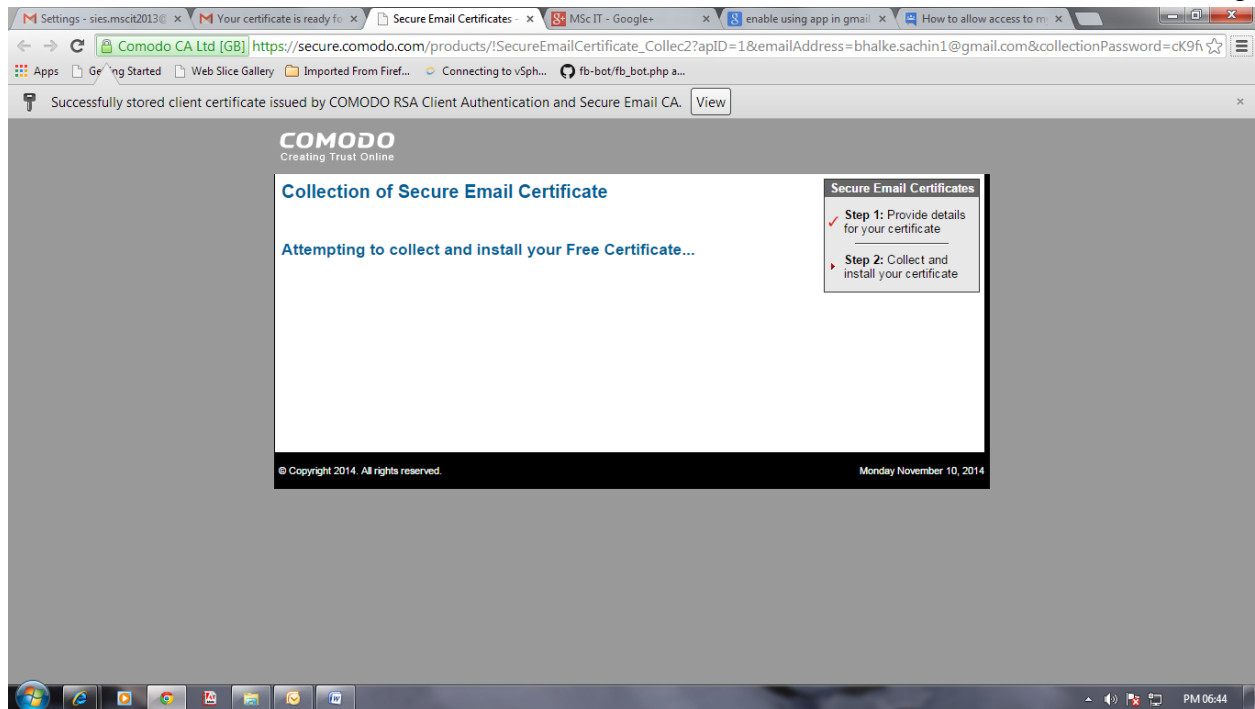 Settings - sies.mscit2013@
Your certificate is ready fo
Secure Email Certificates -
MSc IT - Google+
enable using app in gmail
How to allow access to my
Comodo CA Ltd [GB] https://secure.comodo.com/products/!SecureEmailCertificate_Collec2?apID=1&emailAddress=bhalke.sachin1@gmail.com&collectionPassword=cK9f
Apps Getting Started Web Slice Gallery Imported From Firef... Connecting to vSph... fb-bot/fb_bot.php a...
Successfully stored client certificate issued by COMODO RSA Client Authentication and Secure Email CA. View
COMODO
Creating Trust Online
Collection of Secure Email Certificate
Attempting to collect and install your Free Certificate...
Secure Email Certificates
Step 1: Provide details
for your certificate
Step 2: Collect and
install your certificate
© Copyright 2014. All rights reserved.
Monday November 10, 2014
PM 06:44